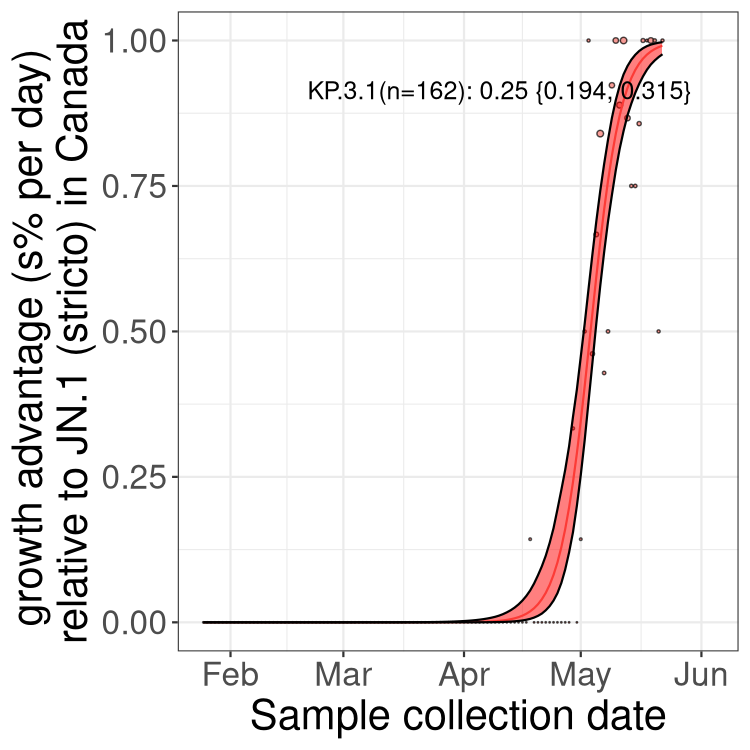 growth advantage (s% per day)
relative to JN.1 (stricto) in Canada
1.00
0.75
0.50
0.25
0.00
KP.3.1(n=162): 0.25 {0.194, 0.315}
Feb Mar Apr May Jun
Sample collection date